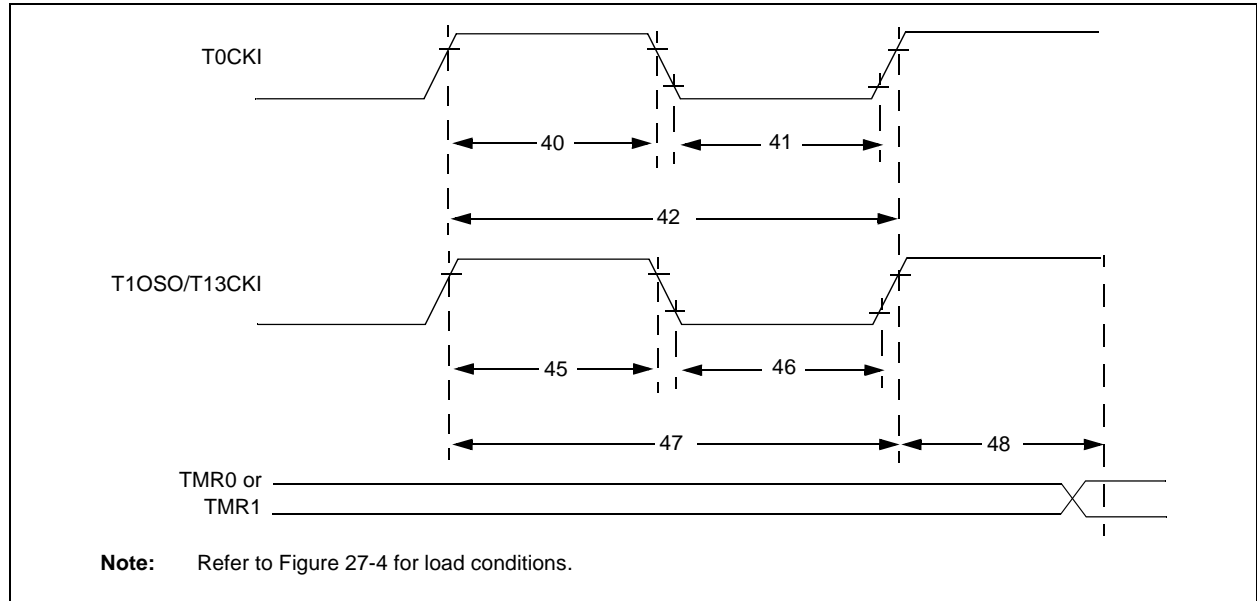 T0CKI
40
41
42
T1OSO/T13CKI
45
46
47
48
TMR0 or
TMR1
Note: Refer to Figure 27-4 for load conditions.